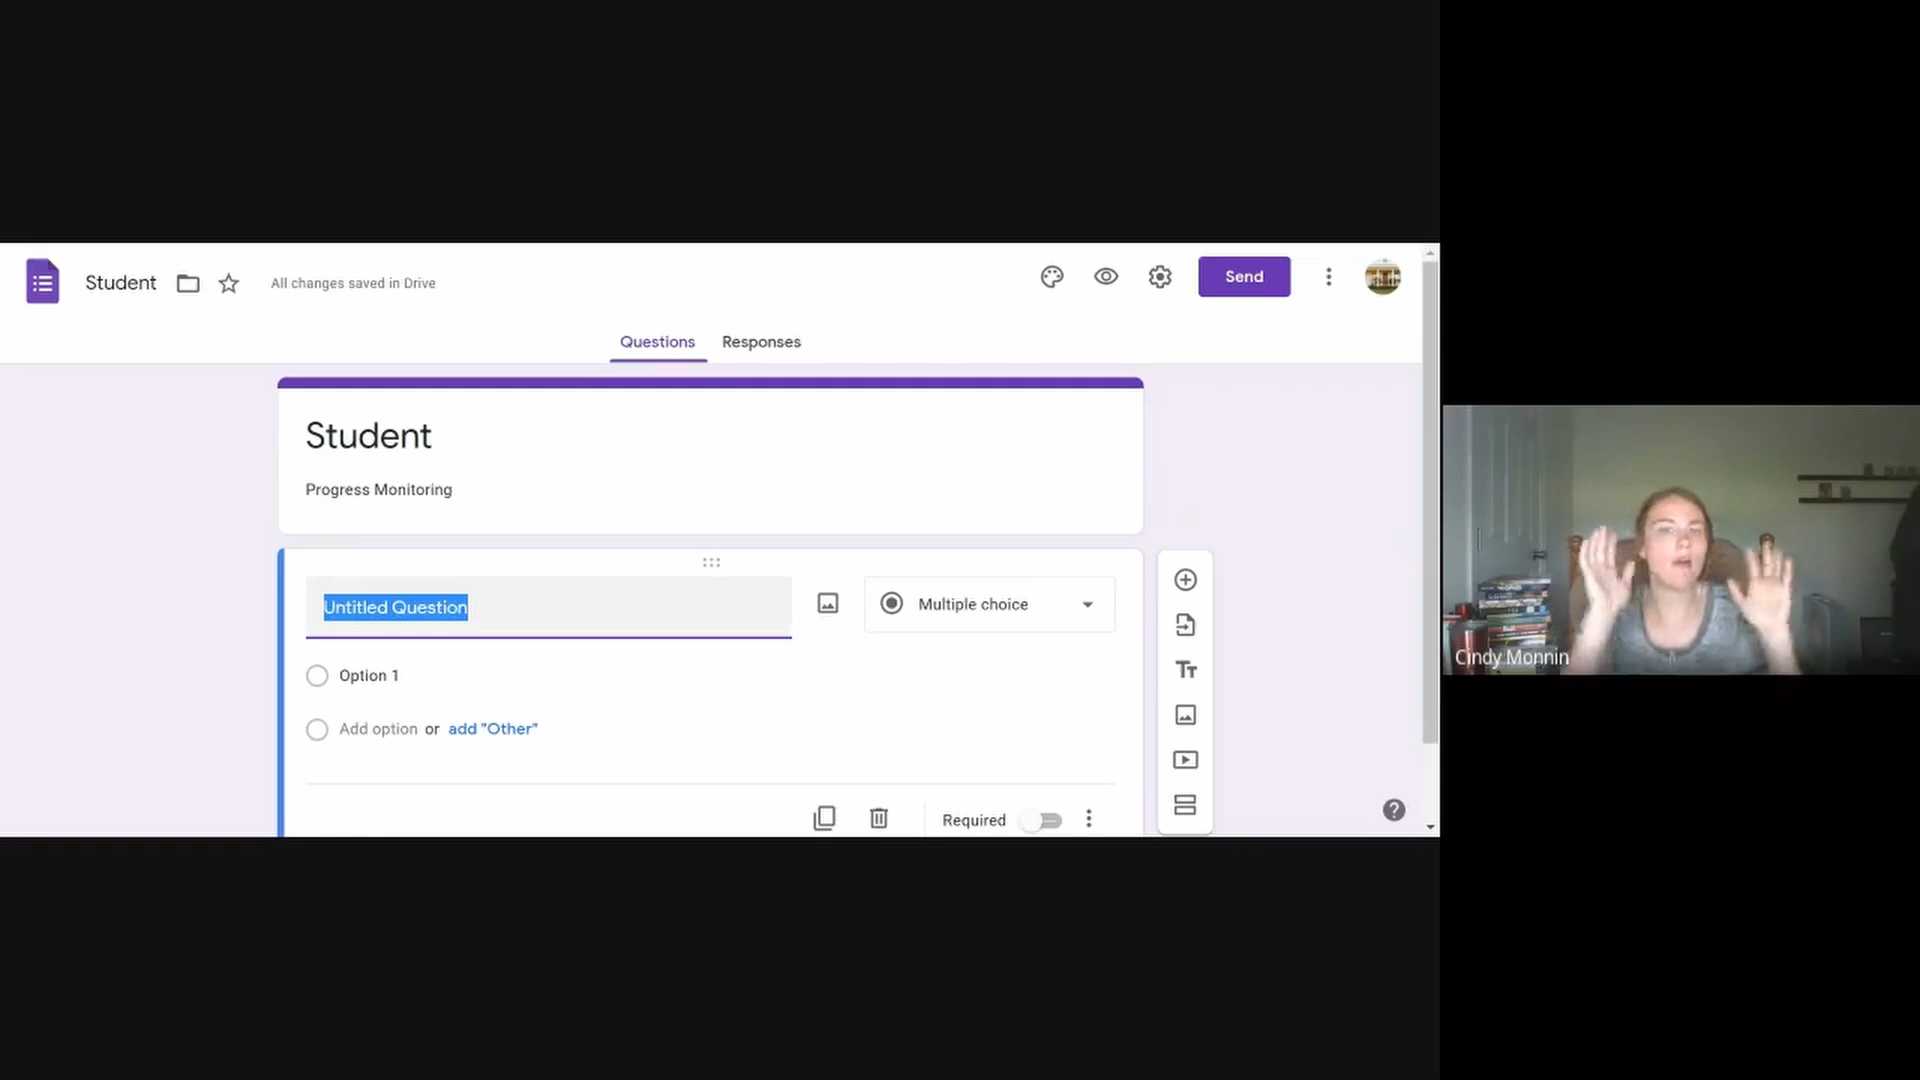 Student
All changes saved in Drive
Send
Questions
Responses
Student
Progress Monitoring
Untitled Question
Multiple choice
Option 1
Add option or add "Other"
Required
Cindy Monnin